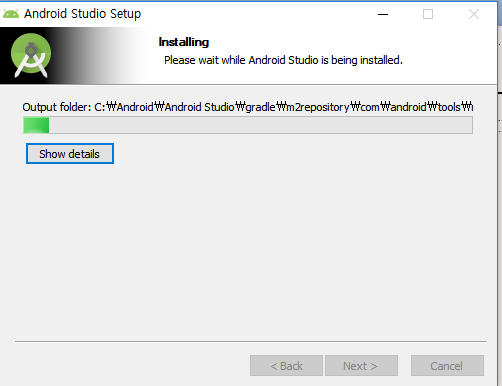 Android Studio Setup
Installing
Please wait while Android Studio is being installed.
Output folder: C:₩Android₩Android Studio₩gradle₩m2repository₩com₩android₩tools₩
Show details
< Back
Next >
Cancel